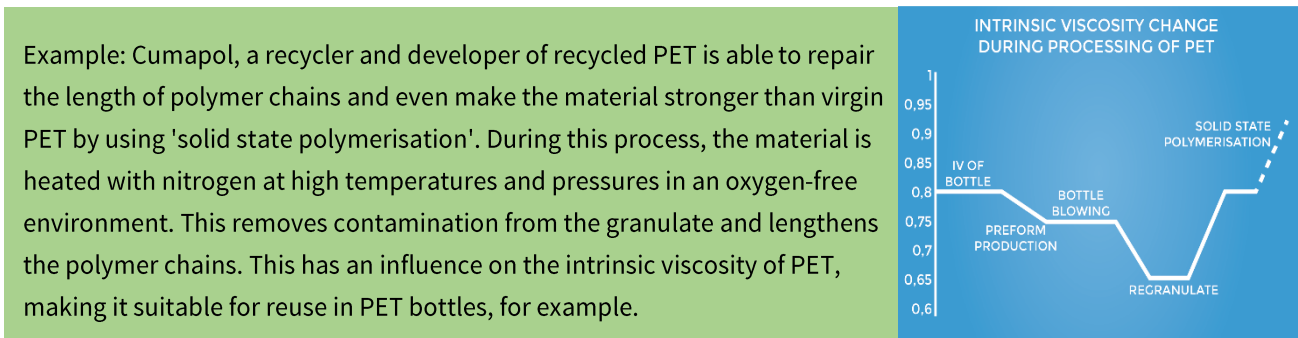 Example: Cumapol, a recycler and developer of recycled PET is able to repair
the length of polymer chains and even make the material stronger than virgin
PET by using 'solid state polymerisation'. During this process, the material is
heated with nitrogen at high temperatures and pressures in an oxygen-free
environment. This removes contamination from the granulate and lengthens
the polymer chains. This has an influence on the intrinsic viscosity of PET,
making it suitable for reuse in PET bottles, for example.
INTRINSIC VISCOSITY CHANGE
DURING PROCESSING OF PET
1
0,95
0,9
0,85
0,8
0,75
0,7
0,65
0,6
IV OF
BOTTLE
PREFORM
PRODUCTION
BOTTLE
BLOWING
REGRANULATE
SOLID STATE
POLYMERISATION